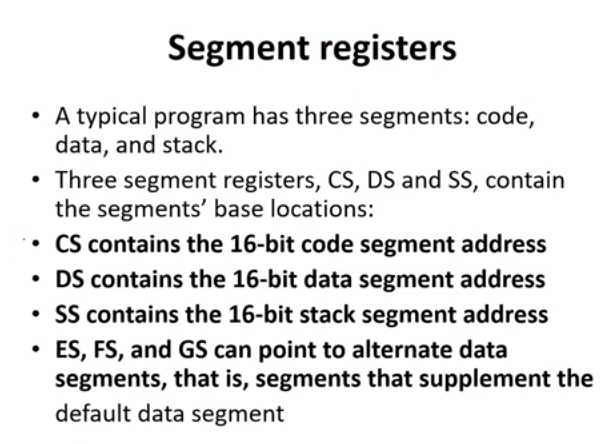 Segment registers
• A typical program has three segments: code,
data, and stack.
• Three segment registers, CS, DS and SS, contain
the segments’ base locations:
• CS contains the 16-bit code segment address
• DS contains the 16-bit data segment address
• SS contains the 16-bit stack segment address
• ES, FS, and GS can point to alternate data
segments, that is, segments that supplement the
default data segment